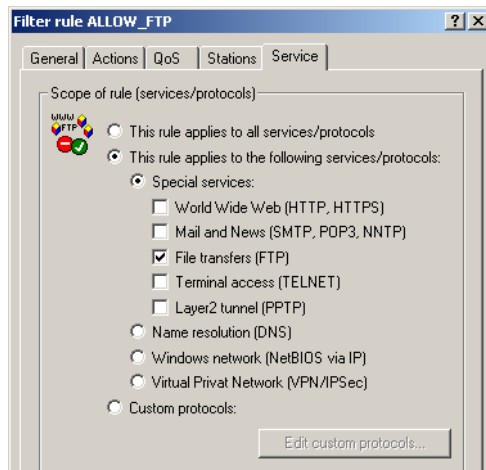 Filter rule ALLOW_FTP
General Actions QoS Stations Service
Scope of rule (services/protocols)
WWW
FTP
This rule applies to all services/protocols
This rule applies to the following services/protocols:
Special services:
World Wide Web (HTTP, HTTPS)
Mail and News (SMTP, POP3, NNTP)
File transfers (FTP)
Terminal access (TELNET)
Layer2 tunnel (PPTP)
Name resolution (DNS)
Windows network (NetBIOS via IP)
Virtual Privat Network (VPN/IPSec)
Custom protocols:
Edit custom protocols...